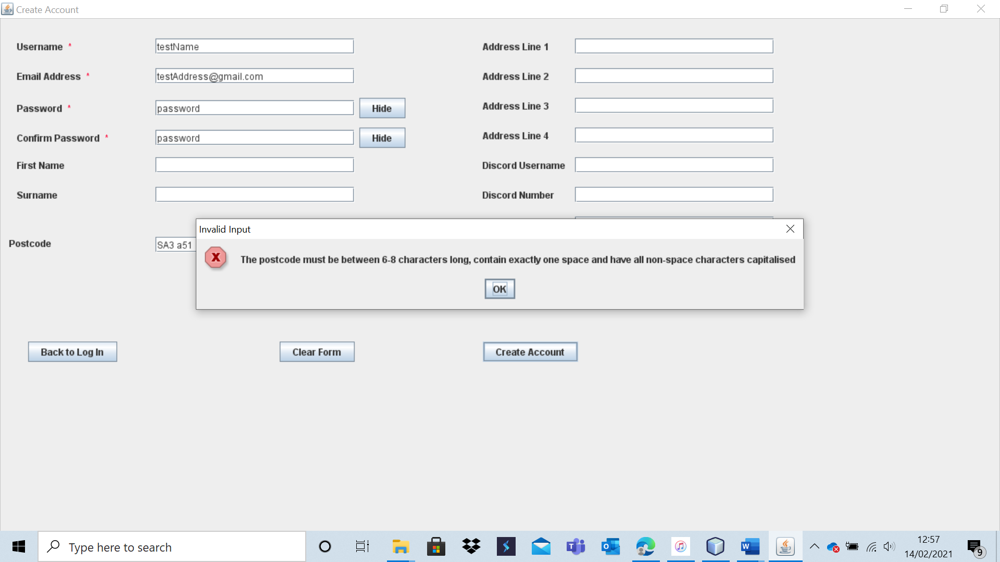 Create Account
Username *
testName
Address Line 1
Email Address *
testAddress@gmail.com
Address Line 2
Password *
password
Hide
Address Line 3
Confirm Password *
password
Hide
Address Line 4
First Name
Discord Username
Surname
Discord Number
Invalid Input
Postcode
SA3 a51
X
The postcode must be between 6-8 characters long, contain exactly one space and have all non-space characters capitalised
OK
Back to Log In
Clear Form
Create Account
Type here to search
12:57
14/02/2021
9